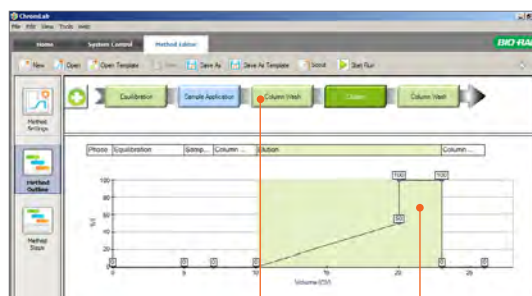 ChromLab
File Edit View Tools Help
Home System Control Method Editor BIO-RAD
New Open Open Template Save Save As Save As Template Scout Start Run
Equilibration Sample Application Column Wash Elution Column Wash
Method Settings
Method Outline
Method Steps
Phase Equilibration Samp... Column ... Elution Column ...
100 100 100
80
60
50
40
20
0 0 0 0 0 0 0
0 5 10 15 20 25
%B
Volume (CV)